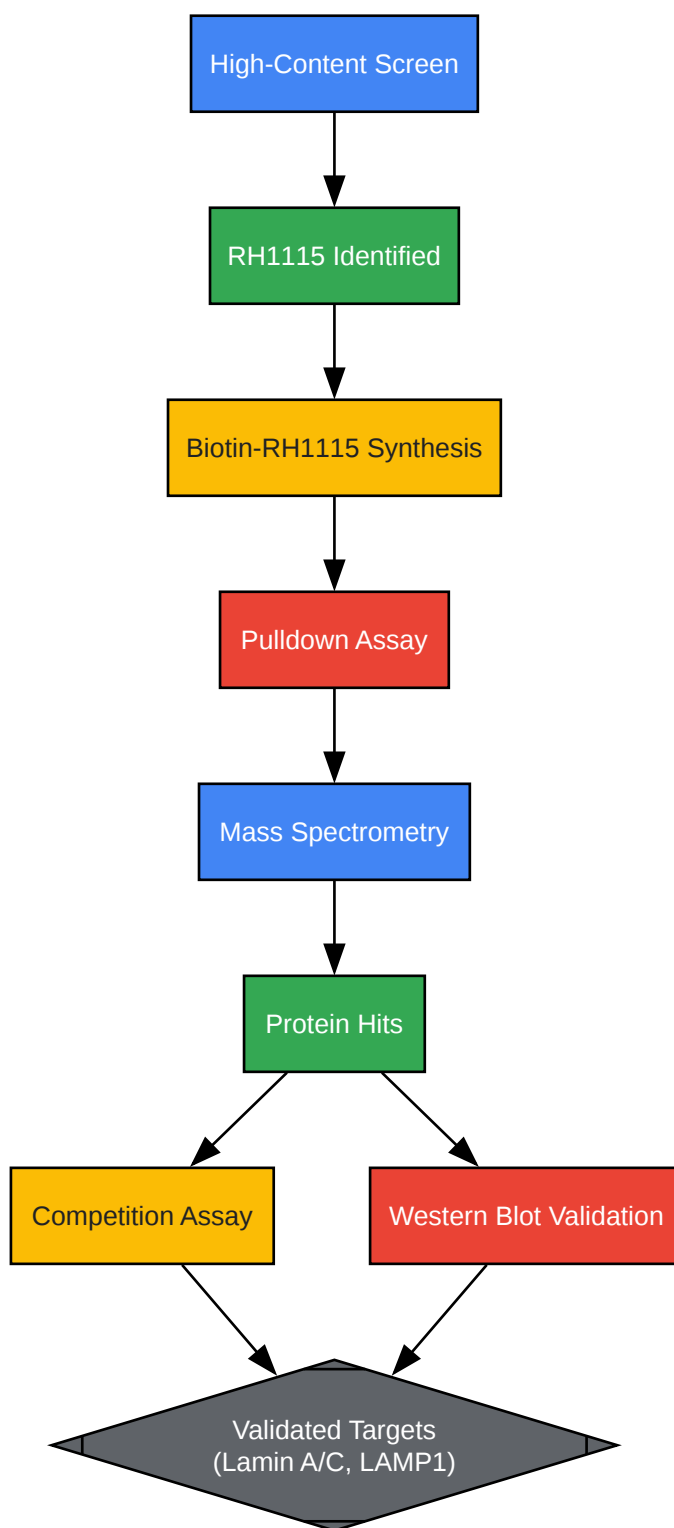 High-Content Screen
RH1115 Identified
Biotin-RH1115 Synthesis
Pulldown Assay
Mass Spectrometry
Protein Hits
Competition Assay
Western Blot Validation
Validated Targets
(Lamin A/C, LAMP1)